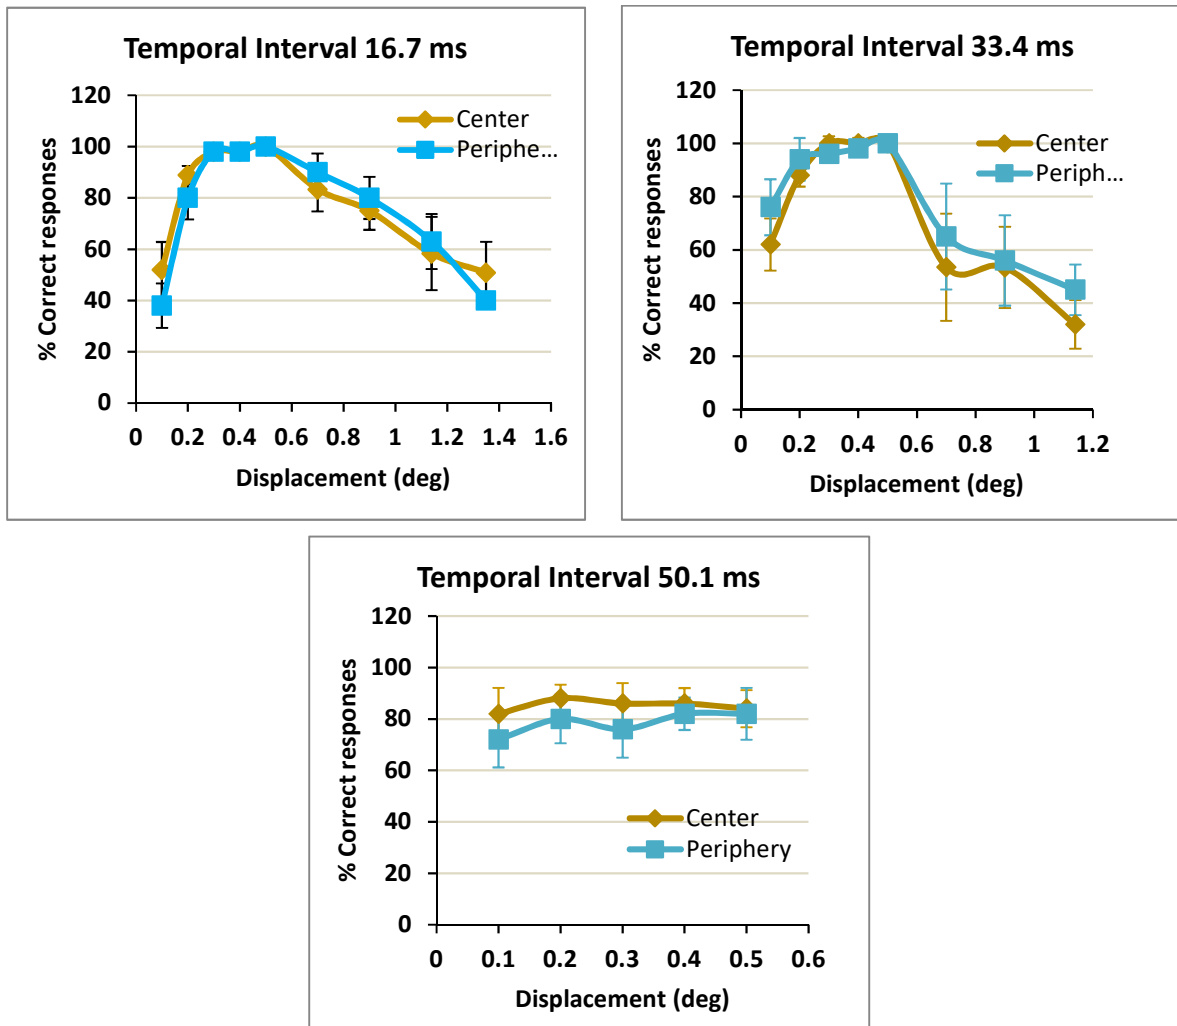 Temporal Interval 16.7 ms
120
100
80
60
40
20
0
% Correct responses
Center
Periphe...
0 0.2 0.4 0.6 0.8 1 1.2 1.4 1.6
Displacement (deg)
Temporal Interval 33.4 ms
120
100
80
60
40
20
0
% Correct responses
Center
Periph...
0 0.2 0.4 0.6 0.8 1 1.2
Displacement (deg)
Temporal Interval 50.1 ms
120
100
80
60
40
20
0
% Correct responses
Center
Periphery
0 0.1 0.2 0.3 0.4 0.5 0.6
Displacement (deg)